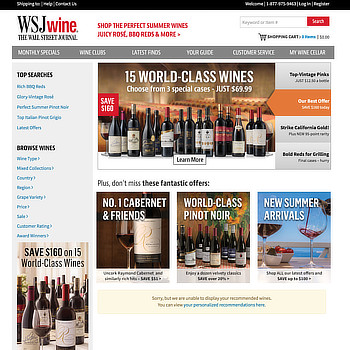 Shipping to: | Help | Contact Us
Welcome | 1-877-975-9463 | Log In | Register
WSJwine
THE WALL STREET JOURNAL.
SHOP THE PERFECT SUMMER WINES
JUICY ROSÉ, BBQ REDS & MORE >
Keyword or Item #
Search
SHOPPING CART: 0 Items | $0.00
MONTHLY SPECIALS
WINE CLUBS
LATEST FINDS
YOUR GUIDE
CUSTOMER SERVICE
MY WINE CELLAR
TOP SEARCHES
Rich BBQ Reds
Glory Vintage Rosé
Perfect Summer Pinot Noir
Top Italian Pinot Grigio
Latest Offers
BROWSE WINES
Wine Type >
Mixed Collections >
Country >
Region >
Grape Variety >
Price >
Sale >
Customer Rating >
Award Winners >
SAVE $160 on 15
World-Class Wines
15 WORLD-CLASS WINES
Choose from 3 special cases - JUST $69.99
SAVE
$160
Learn More
Top-Vintage Pinks
JUST $12.50 a bottle
Our Best Offer
SAVE $160 today
Strike California Gold!
PLUS, 95-point rarity
Bold Reds for Grilling
Final cases - hurry
Plus, don't miss these fantastic offers:
NO. 1 CABERNET
& FRIENDS
Uncork Raymond Cabernet and
similarly rich hits - SAVE $51 >
WORLD-CLASS
PINOT NOIR
Enjoy a dozen velvety classics
SAVE over 20% >
NEW SUMMER
ARRIVALS
Shop ALL our latest offers and
SAVE up to $180 >
Sorry, but we are unable to display your recommended wines.
You can view your personalized recommendations here.